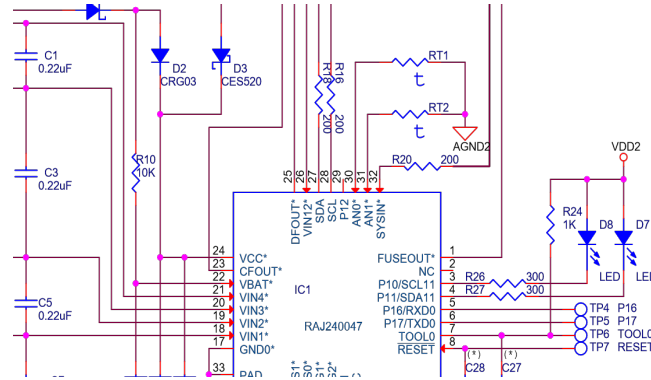 C1
0.22uF
D2
CRG03
D3
CES520
R18
R16
200
200
RT1
t
RT2
t
AGND2
VDD2
R20
200
C3
0.22uF
R10
10K
25
26
27
28
29
30
31
32
DFOUT*
VIN12*
SDA
SCL
P12
AN0*
AN1*
SYSIN*
R24
1K
D8
D7
LED
LE
24
23
22
21
20
19
18
17
33
VCC*
CFOUT*
VBAT*
VIN4*
VIN3*
VIN2*
VIN1*
GND0*
PAD
IC1
RAJ240047
FUSEOUT*
NC
P10/SCL11
P11/SDA11
P16/RXD0
P17/TXD0
TOOL0
RESET
1
2
3
4
5
6
7
8
R26
300
R27
300
TP4 P16
TP5 P17
TP6 TOOL0
TP7 RESET
C5
0.22uF
(*)
C28
(*)
C27